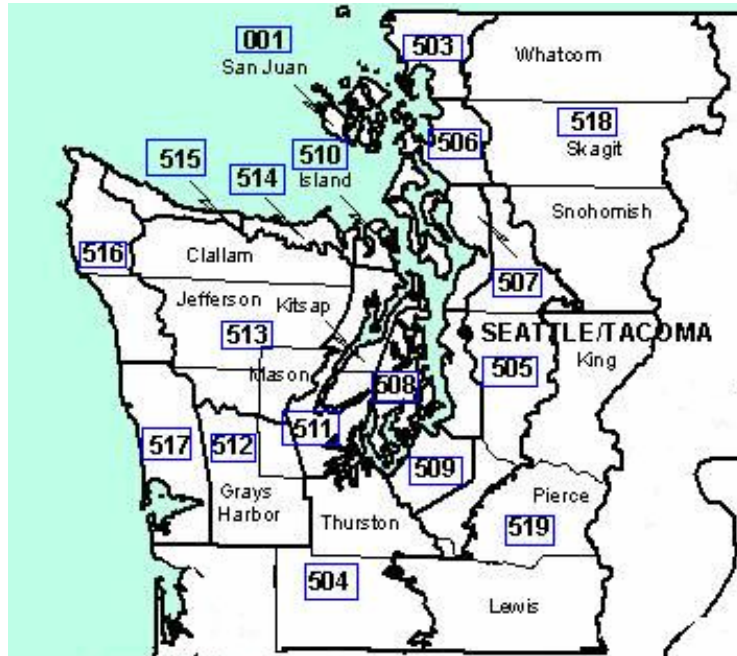 001
San Juan
503
Whatcom
518
Skagit
506
510
Island
515
514
Snohomish
516
Clallam
507
Jefferson
Kitsap
513
SEATTLE/TACOMA
King
505
Mason
508
511
517
512
509
Grays
Harbor
Thurston
Pierce
519
504
Lewis